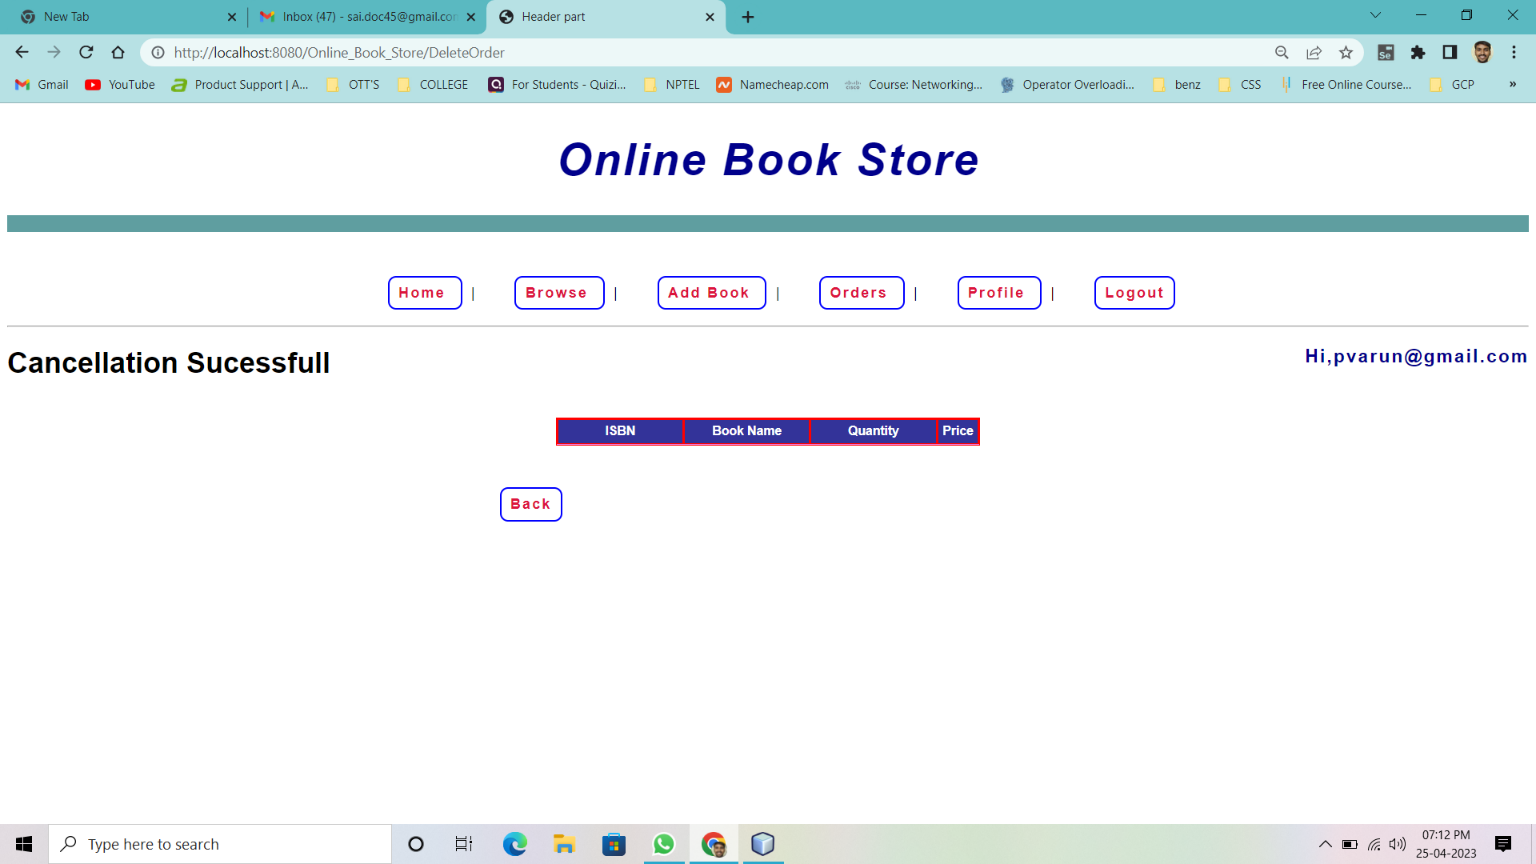 New Tab
Inbox (47) - sai.doc45@gmail.co
Header part
http://localhost:8080/Online_Book_Store/DeleteOrder
Se
Gmail YouTube Product Support | A... OTT'S COLLEGE For Students - Quizi... NPTEL Namecheap.com Course: Networking... Operator Overloadi... benz CSS Free Online Course... GCP »
Online Book Store
Home | Browse | Add Book | Orders | Profile | Logout
Cancellation Sucessfull
Hi,pvarun@gmail.com
ISBN Book Name Quantity Price
Back
Type here to search
07:12 PM
25-04-2023